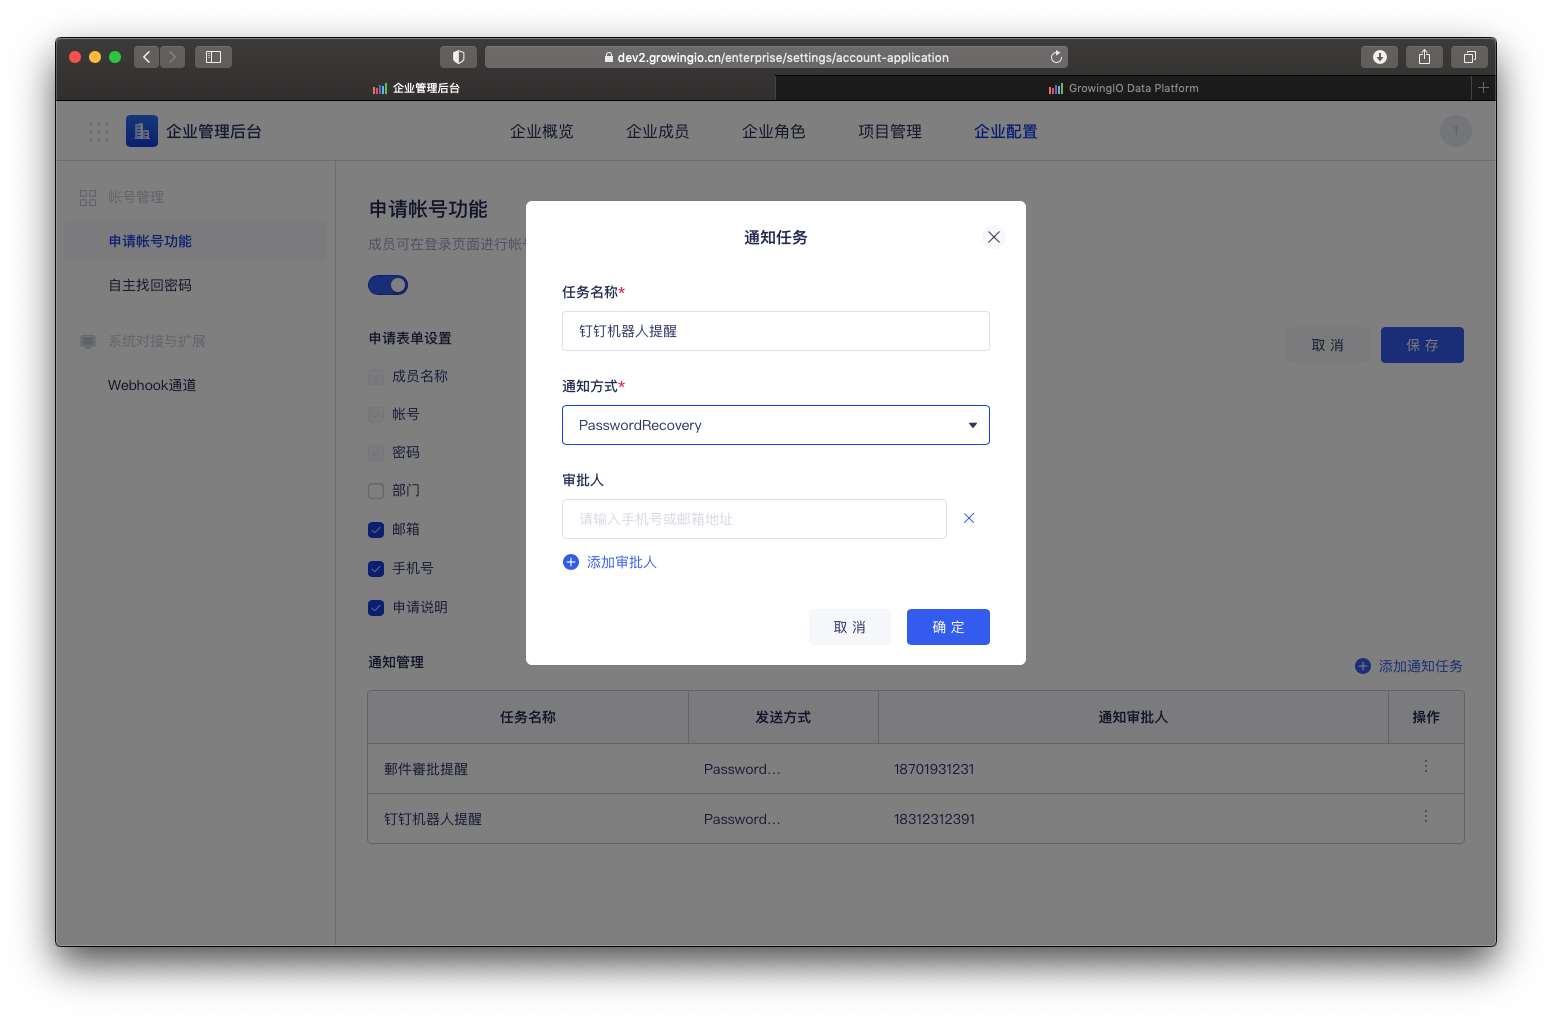 dev2.growingio.cn/enterprise/settings/account-application
企业管理后台
GrowingIO Data Platform
企业管理后台
企业概览
企业成员
企业角色
项目管理
企业配置
1
帐号管理
申请帐号功能
自主找回密码
系统对接与扩展
Webhook通道
申请帐号功能
成员可在登录页面进行帐号
申请表单设置
取 消
保 存
成员名称
帐号
密码
部门
邮箱
手机号
申请说明
通知任务
任务名称*
钉钉机器人提醒
通知方式*
PasswordRecovery
审批人
请输入手机号或邮箱地址
添加审批人
取 消
确 定
通知管理
添加通知任务
任务名称
发送方式
通知审批人
操作
郵件審批提醒
Password...
18701931231
钉钉机器人提醒
Password...
18312312391